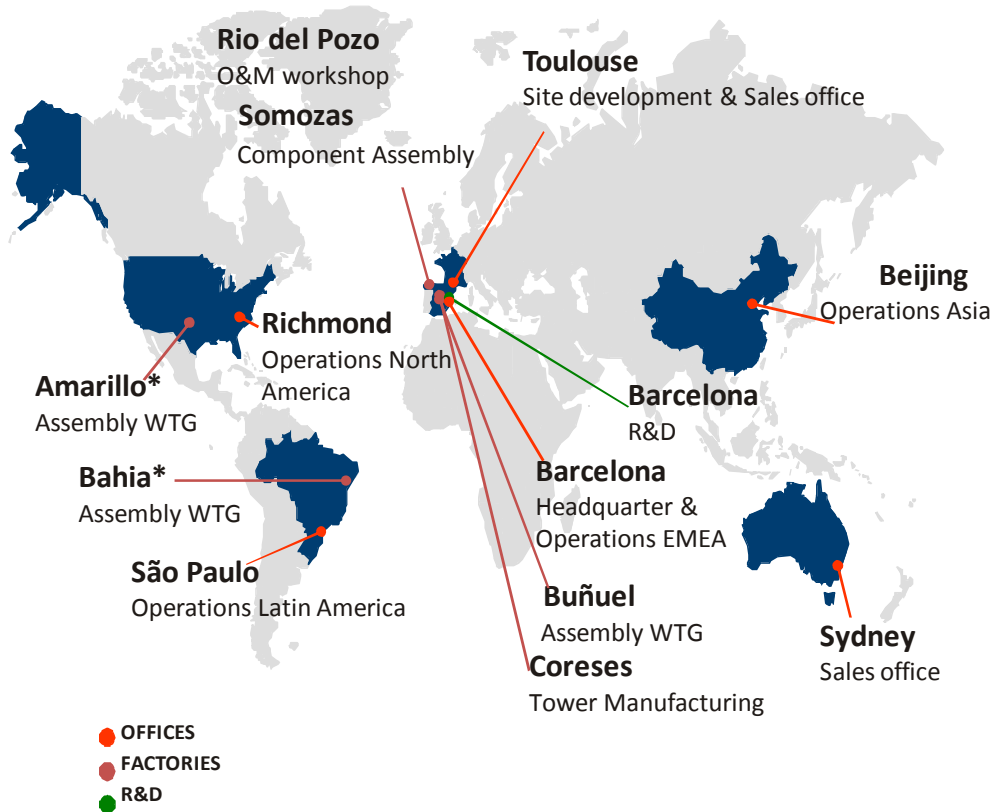 Rio del Pozo
O&M workshop
Somozas
Component Assembly
Toulouse
Site development & Sales office
Beijing
Operations Asia
Richmond
Operations North
America
Amarillo*
Assembly WTG
Barcelona
R&D
Bahia*
Assembly WTG
Barcelona
Headquarter &
Operations EMEA
São Paulo
Operations Latin America
Buñuel
Assembly WTG
Sydney
Sales office
Coreses
Tower Manufacturing
OFFICES
FACTORIES
R&D